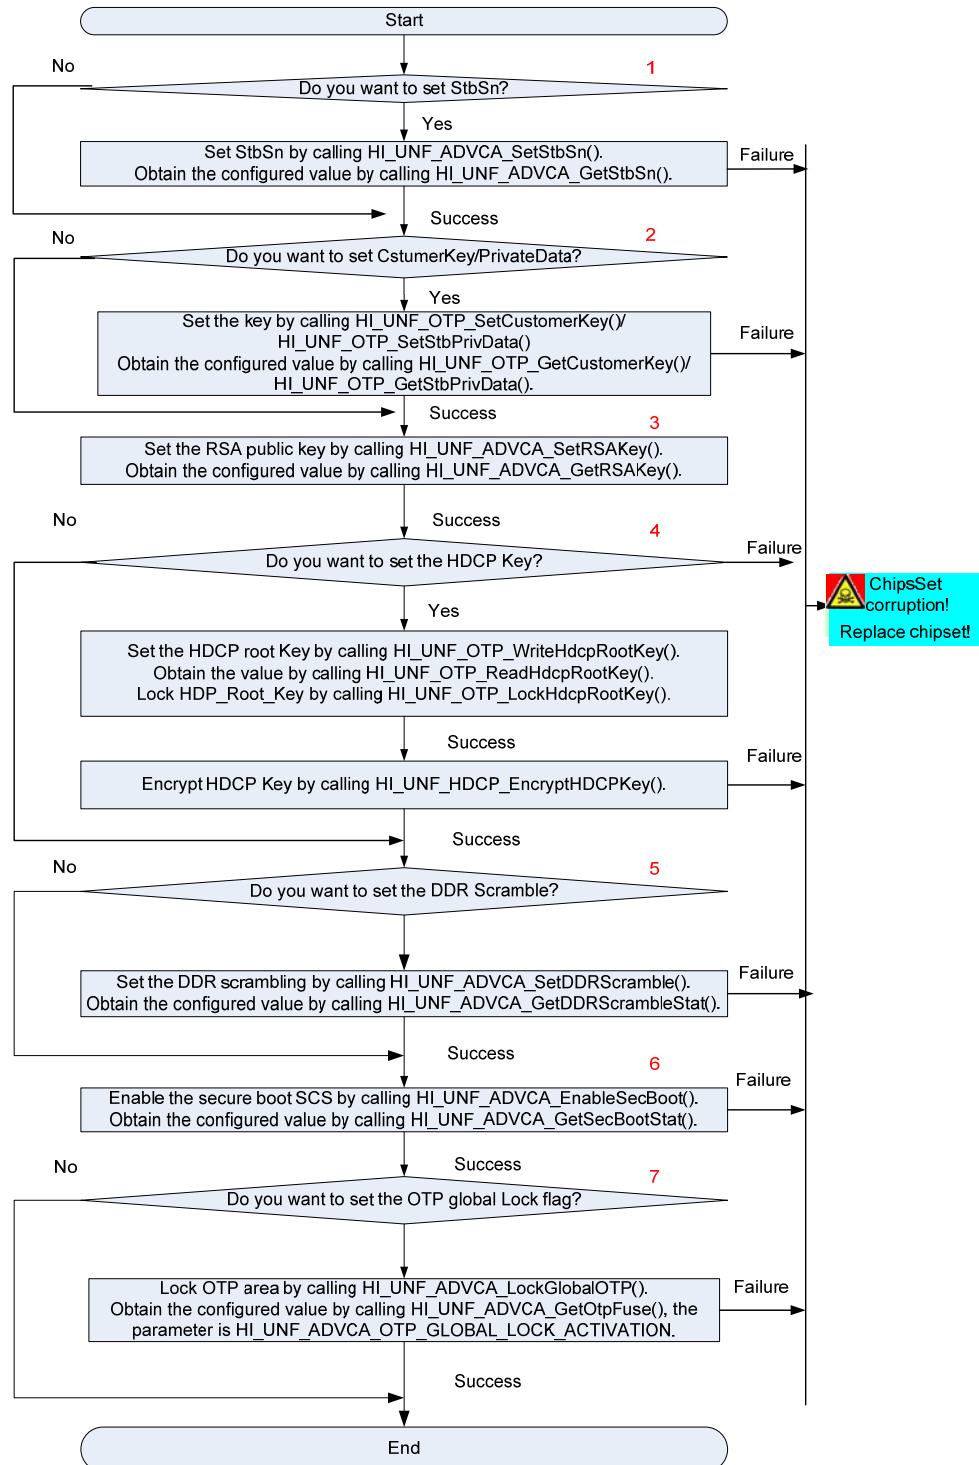 Start
No
1
Do you want to set StbSn?
Yes
Set StbSn by calling HI_UNF_ADVCA_SetStbSn().
Obtain the configured value by calling HI_UNF_ADVCA_GetStbSn().
Failure
Success
No
2
Do you want to set CstumerKey/PrivateData?
Yes
Set the key by calling HI_UNF_OTP_SetCustomerKey()/
HI_UNF_OTP_SetStbPrivData()
Obtain the configured value by calling HI_UNF_OTP_GetCustomerKey()/
HI_UNF_OTP_GetStbPrivData().
Failure
Success
3
Set the RSA public key by calling HI_UNF_ADVCA_SetRSAKey().
Obtain the configured value by calling HI_UNF_ADVCA_GetRSAKey().
No
Success
4
Do you want to set the HDCP Key?
Failure
ChipsSet
corruption!
Replace chipset!
Yes
Set the HDCP root Key by calling HI_UNF_OTP_WriteHdcpRootKey().
Obtain the value by calling HI_UNF_OTP_ReadHdcpRootKey().
Lock HDP_Root_Key by calling HI_UNF_OTP_LockHdcpRootKey().
Success
Failure
Encrypt HDCP Key by calling HI_UNF_HDCP_EncryptHDCPKey().
Success
No
5
Do you want to set the DDR Scramble?
Set the DDR scrambling by calling HI_UNF_ADVCA_SetDDRScramble().
Obtain the configured value by calling HI_UNF_ADVCA_GetDDRScrambleStat().
Failure
Success
6
Failure
Enable the secure boot SCS by calling HI_UNF_ADVCA_EnableSecBoot().
Obtain the configured value by calling HI_UNF_ADVCA_GetSecBootStat().
No
Success
7
Do you want to set the OTP global Lock flag?
Lock OTP area by calling HI_UNF_ADVCA_LockGlobalOTP().
Obtain the configured value by calling HI_UNF_ADVCA_GetOtpFuse(), the
parameter is HI_UNF_ADVCA_OTP_GLOBAL_LOCK_ACTIVATION.
Failure
Success
End